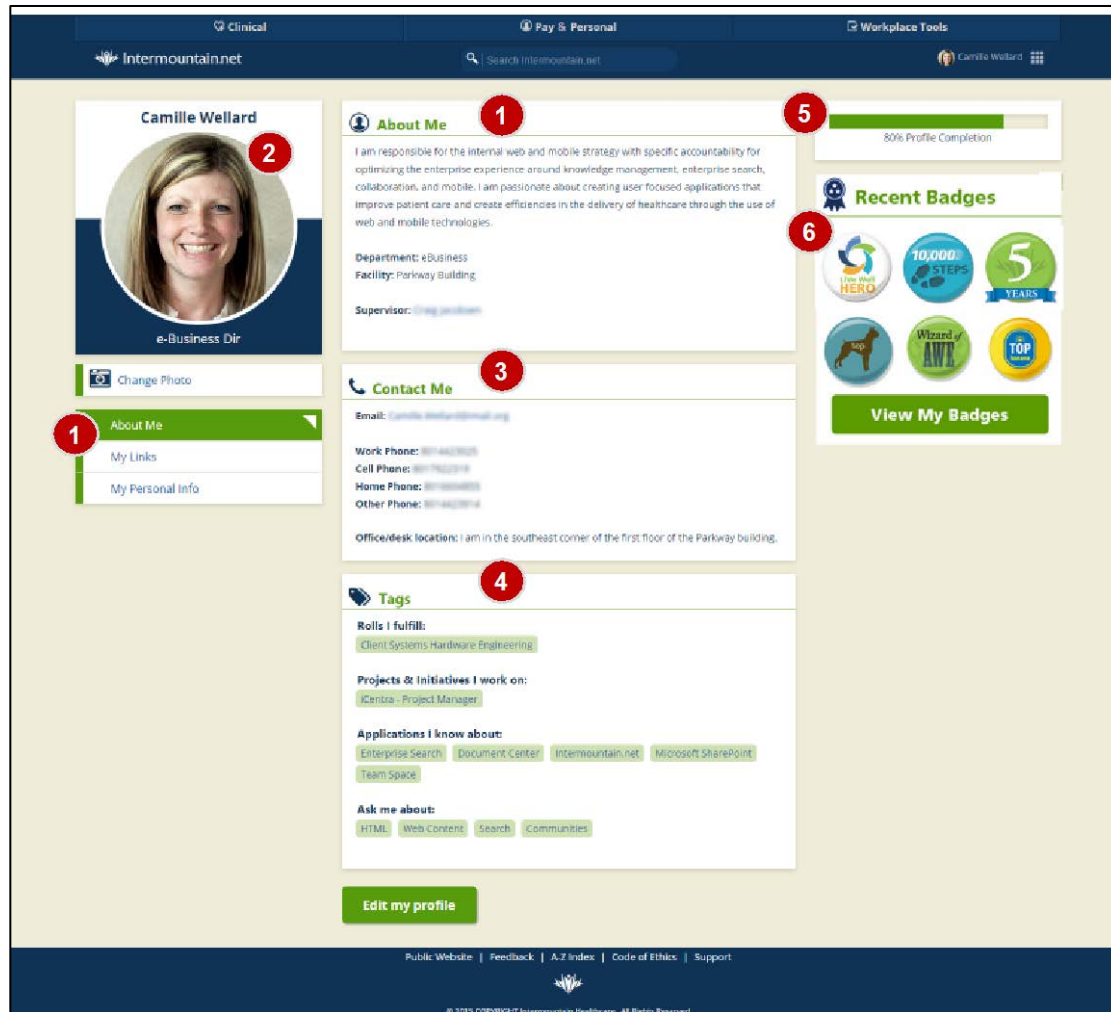 Clinical
Pay & Personal
Workplace Tools
Intermountain.net
Search Intermountain.net
Camille Wellard
Camille Wellard
2
e-Business Dir
Change Photo
1
About Me
My Links
My Personal Info
About Me
1
I am responsible for the internal web and mobile strategy with specific accountability for
optimizing the enterprise experience around knowledge management, enterprise search,
collaboration, and mobile. I am passionate about creating user focused applications that
improve patient care and create efficiencies in the delivery of healthcare through the use of
web and mobile technologies.
Department: eBusiness
Facility: Parkway Building
Supervisor:
Contact Me
3
Email:
Work Phone:
Cell Phone:
Home Phone:
Other Phone:
Office/desk location: I am in the southeast corner of the first floor of the Parkway building.
Tags
4
Rolls I fulfill:
Client Systems Hardware Engineering
Projects & Initiatives I work on:
iCentra - Project Manager
Applications I know about:
Enterprise Search Document Center Intermountain.net Microsoft SharePoint
Team Space
Ask me about:
HTML Web Content Search Communities
Edit my profile
5
80% Profile Completion
Recent Badges
6
Live Well
HERO
10,000
STEPS
5
YEARS
Wizard of
AWE
TOP
View My Badges
Public Website | Feedback | A-Z Index | Code of Ethics | Support
© 2015 COPYRIGHT Intermountain Healthcare. All Rights Reserved